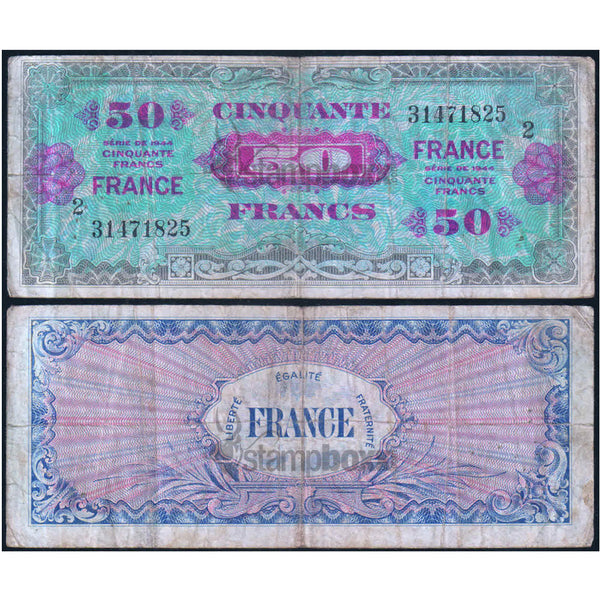 50
CINQUANTE
31471825
2
SÉRIE DE 1944
CINQUANTE
FRANCS
FRANCE
50
FRANCE
SÉRIE DE 1944
CINQUANTE
FRANCS
2
31471825
FRANCS
50
ÉGALITÉ
LIBERTÉ
FRANCE
FRATERNITÉ
stampbox